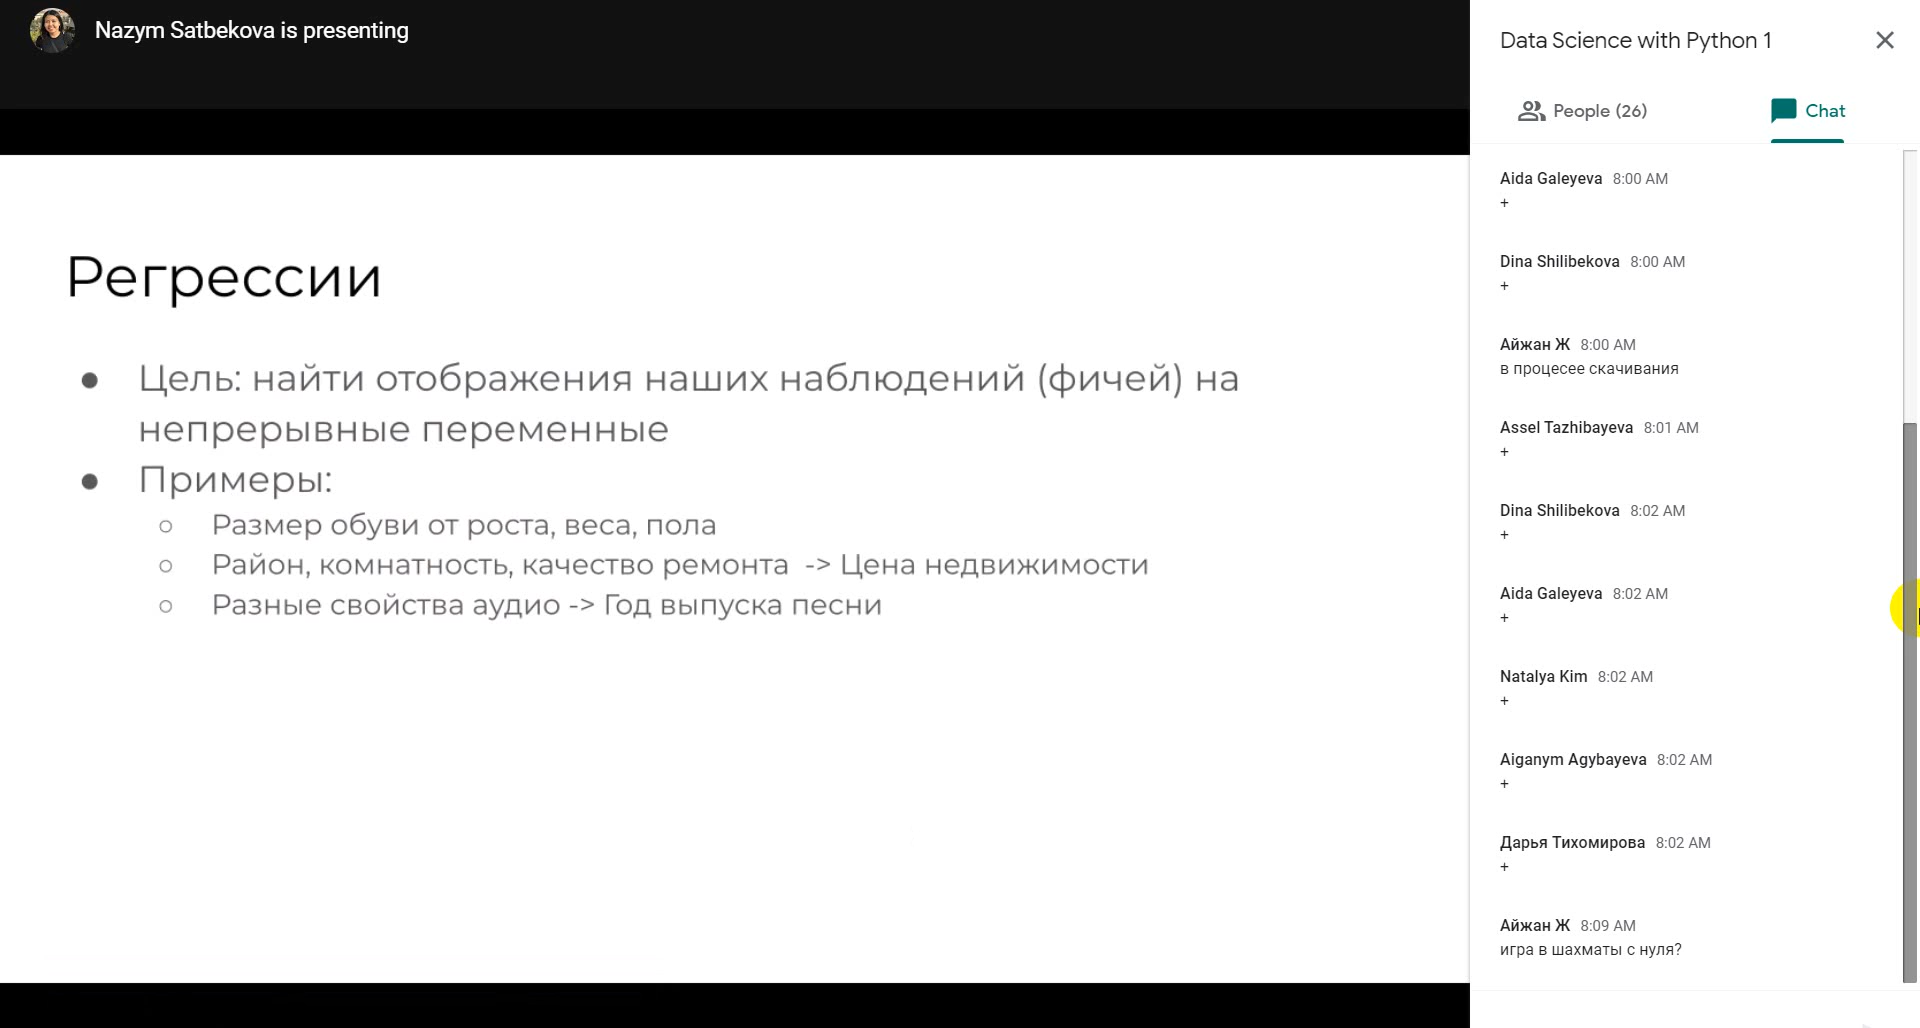 Nazym Satbekova is presenting
Регрессии
● Цель: найти отображения наших наблюдений (фичей) на
непрерывные переменные
● Примеры:
○ Размер обуви от роста, веса, пола
○ Район, комнатность, качество ремонта -> Цена недвижимости
○ Разные свойства аудио -> Год выпуска песни
Data Science with Python 1
People (26)
Chat
Aida Galeyeva 8:00 AM
+
Dina Shilibekova 8:00 AM
+
Айжан Ж 8:00 AM
в процесее скачивания
Assel Tazhibayeva 8:01 AM
+
Dina Shilibekova 8:02 AM
+
Aida Galeyeva 8:02 AM
+
Natalya Kim 8:02 AM
+
Aiganym Agybayeva 8:02 AM
+
Дарья Тихомирова 8:02 AM
+
Айжан Ж 8:09 AM
игра в шахматы с нуля?